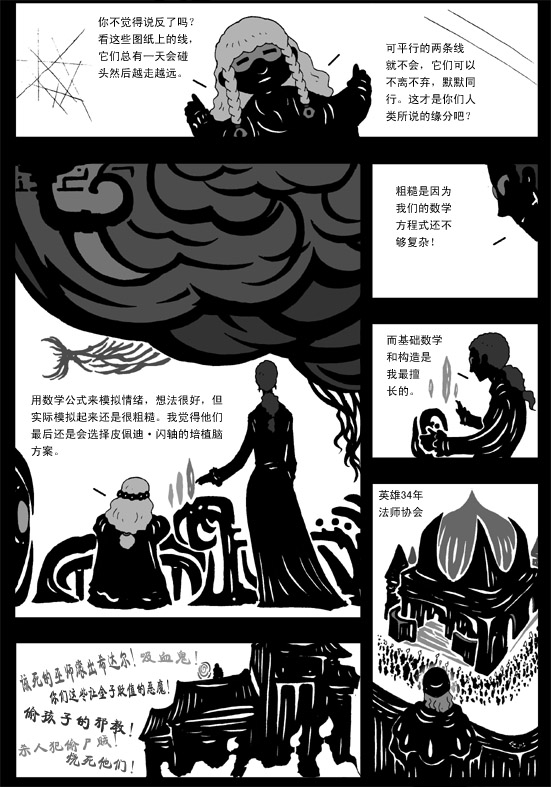 你不觉得说反了吗?
看这些图纸上的线,
它们总有一天会碰
头然后越走越远。
可平行的两条线
就不会,它们可以
不离不弃,默默同
行。这才是你们人
类所说的缘分吧?
用数学公式来模拟情绪,想法很好,但
实际模拟起来还是很粗糙。我觉得他们
最后还是会选择皮佩迪·闪轴的培植脑
方案。
粗糙是因为
我们的数学
方程式还不
够复杂!
而基础数学
和构造是
我最擅
长的。
英雄34年
法师协会
该死的巫师滚出希达尔!吸血鬼!
你们这些让金子贬值的恶魔!
偷孩子的邪教!
杀人犯偷尸贼!
烧死他们!